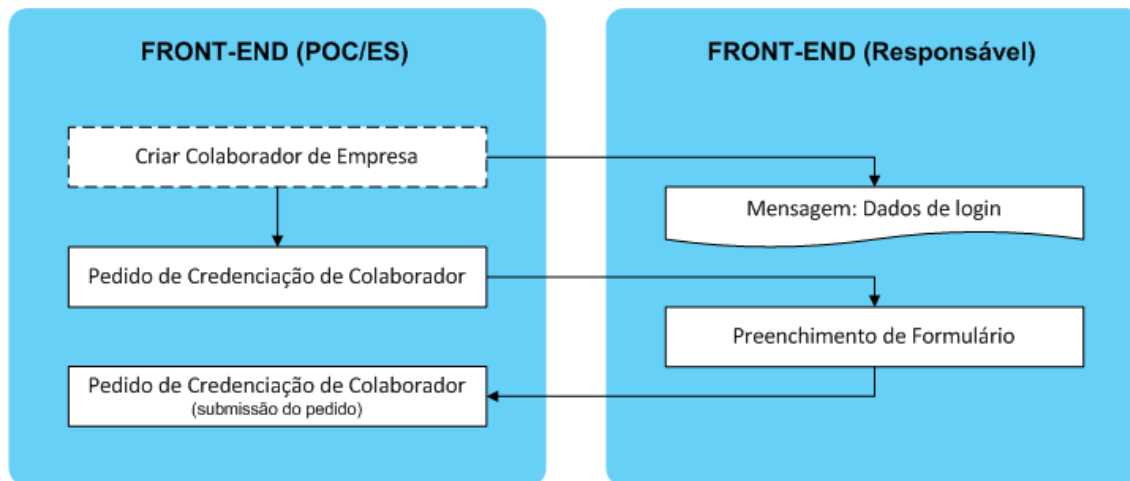 FRONT-END (POC/ES)
Criar Colaborador de Empresa
Pedido de Credenciação de Colaborador
Pedido de Credenciação de Colaborador
(submissão do pedido)
FRONT-END (Responsável)
Mensagem: Dados de login
Preenchimento de Formulário